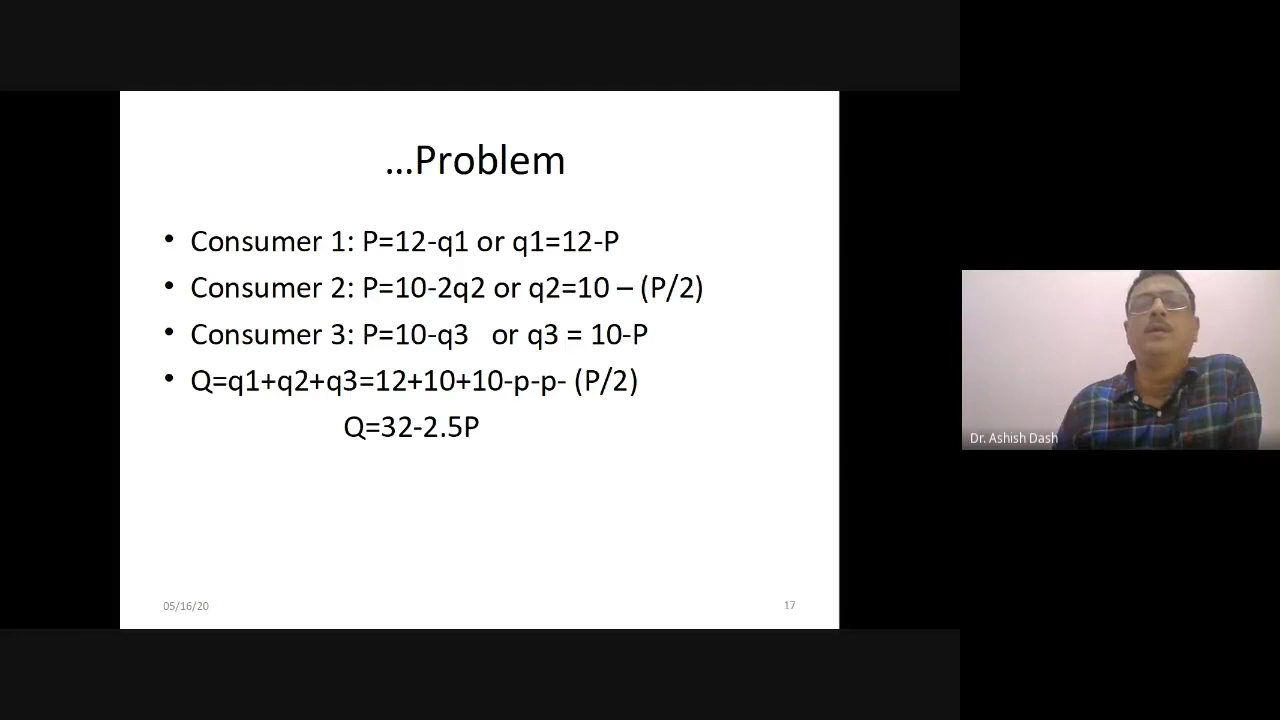 ...Problem
• Consumer 1: P=12-q1 or q1=12-P
• Consumer 2: P=10-2q2 or q2=10 – (P/2)
• Consumer 3: P=10-q3 or q3 = 10-P
• Q=q1+q2+q3=12+10+10-p-p- (P/2)
Q=32-2.5P
05/16/20
17
Dr. Ashish Dash